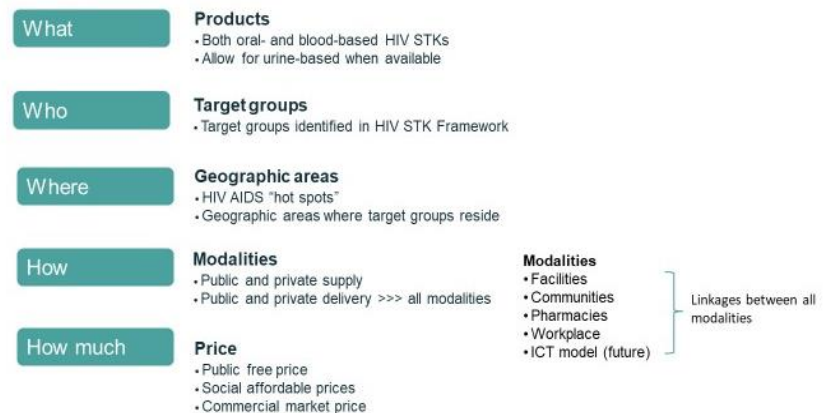 What
Products
• Both oral- and blood-based HIV STKs
• Allow for urine-based when available
Who
Target groups
• Target groups identified in HIV STK Framework
Where
Geographic areas
• HIV AIDS "hot spots"
• Geographic areas where target groups reside
How
Modalities
• Public and private supply
• Public and private delivery >>> all modalities
Modalities
• Facilities
• Communities
• Pharmacies
• Workplace
• ICT model (future)
Linkages between all
modalities
How much
Price
• Public free price
• Social affordable prices
• Commercial market price